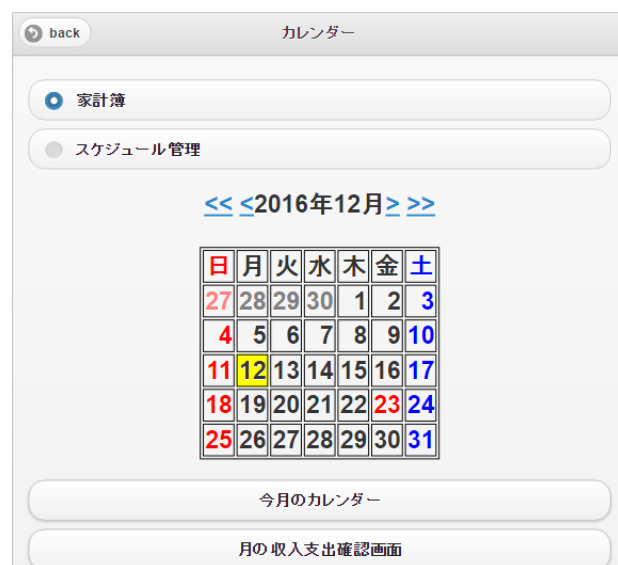 back カレンダー
家計簿
スケジュール管理
<< <2016年12月> >>
日 月 火 水 木 金 土
27 28 29 30 1 2 3
4 5 6 7 8 9 10
11 12 13 14 15 16 17
18 19 20 21 22 23 24
25 26 27 28 29 30 31
今月のカレンダー
月の収入支出確認画面